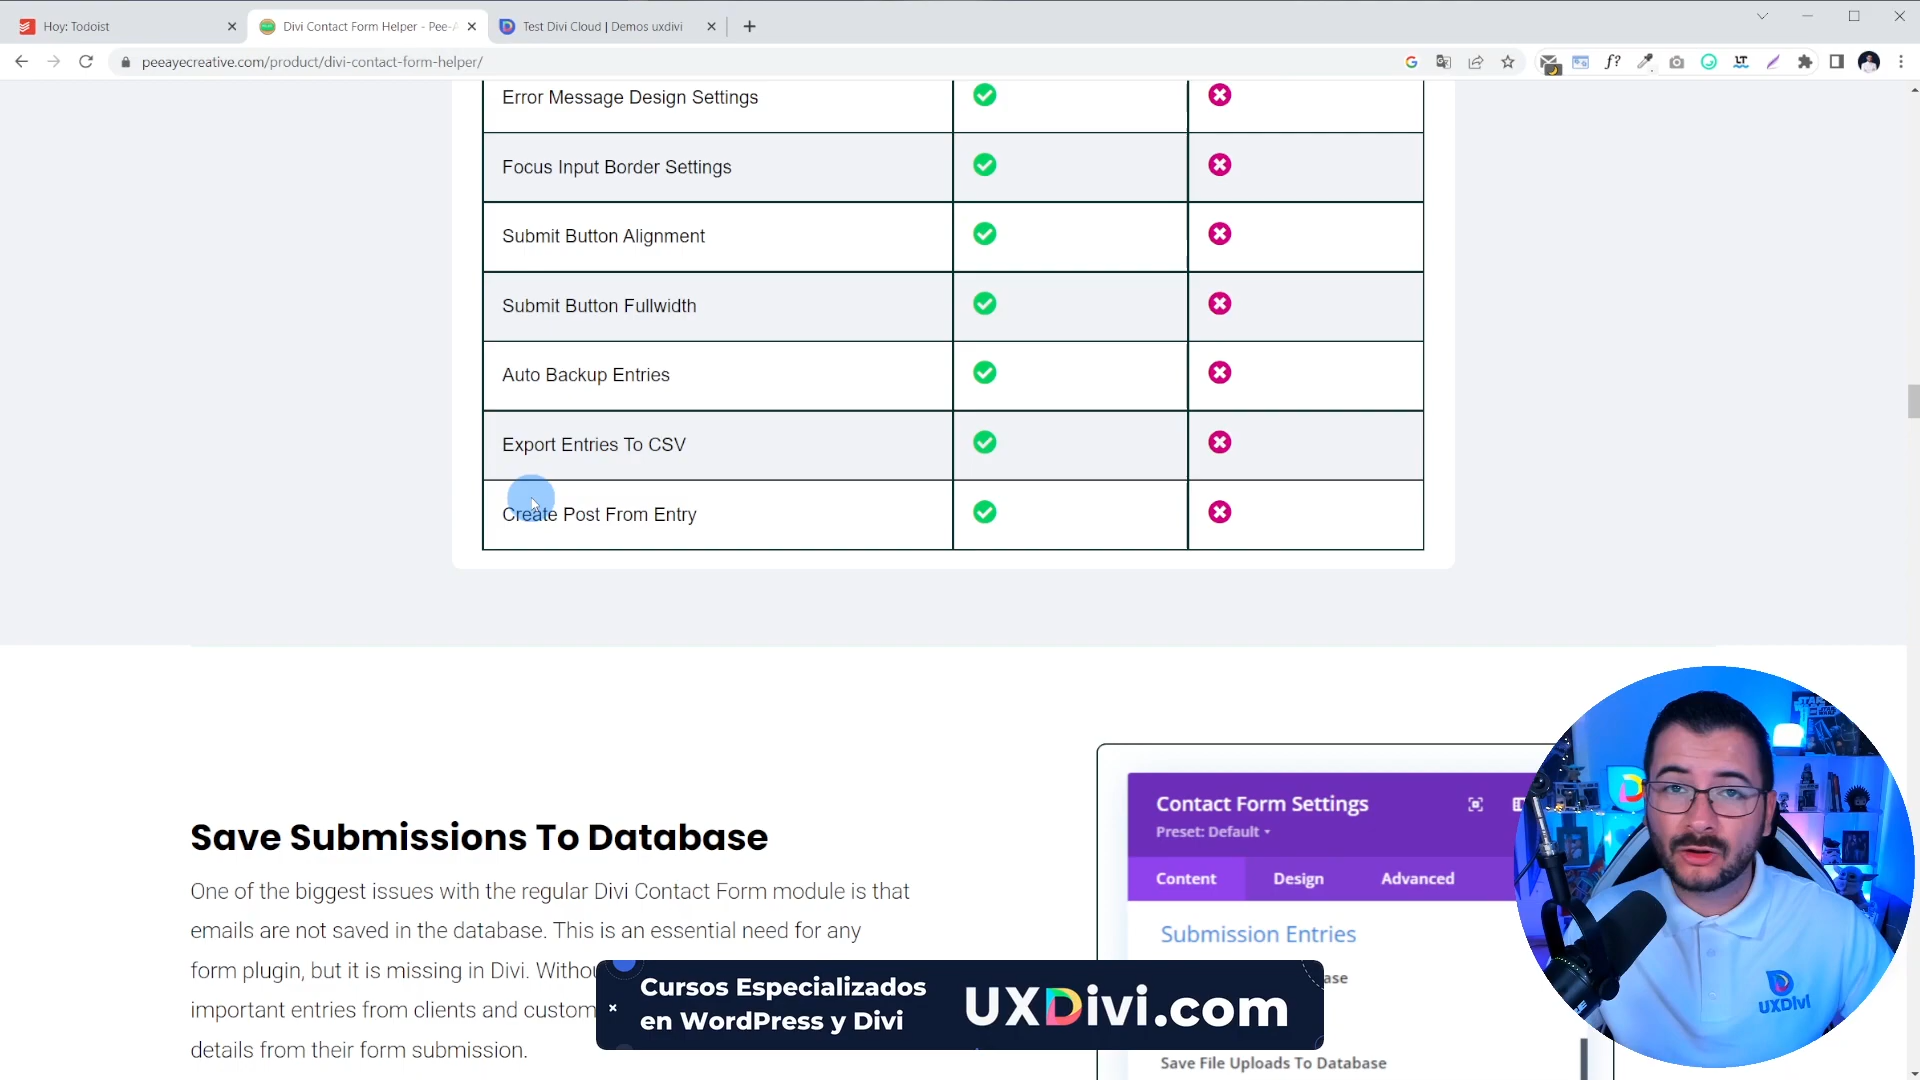 Hoy: Todoist
Divi Contact Form Helper - Pee-A
Test Divi Cloud | Demos uxdivi
peeayecreative.com/product/divi-contact-form-helper/
Error Message Design Settings
Focus Input Border Settings
Submit Button Alignment
Submit Button Fullwidth
Auto Backup Entries
Export Entries To CSV
Create Post From Entry
Save Submissions To Database
One of the biggest issues with the regular Divi Contact Form module is that
emails are not saved in the database. This is an essential need for any
form plugin, but it is missing in Divi. Withou
important entries from clients and custom
details from their form submission.
Contact Form Settings
Preset: Default
Content Design Advanced
Submission Entries
ase
Save File Uploads To Database
Cursos Especializados
en WordPress y Divi
UXDivi.com
UXDIVI